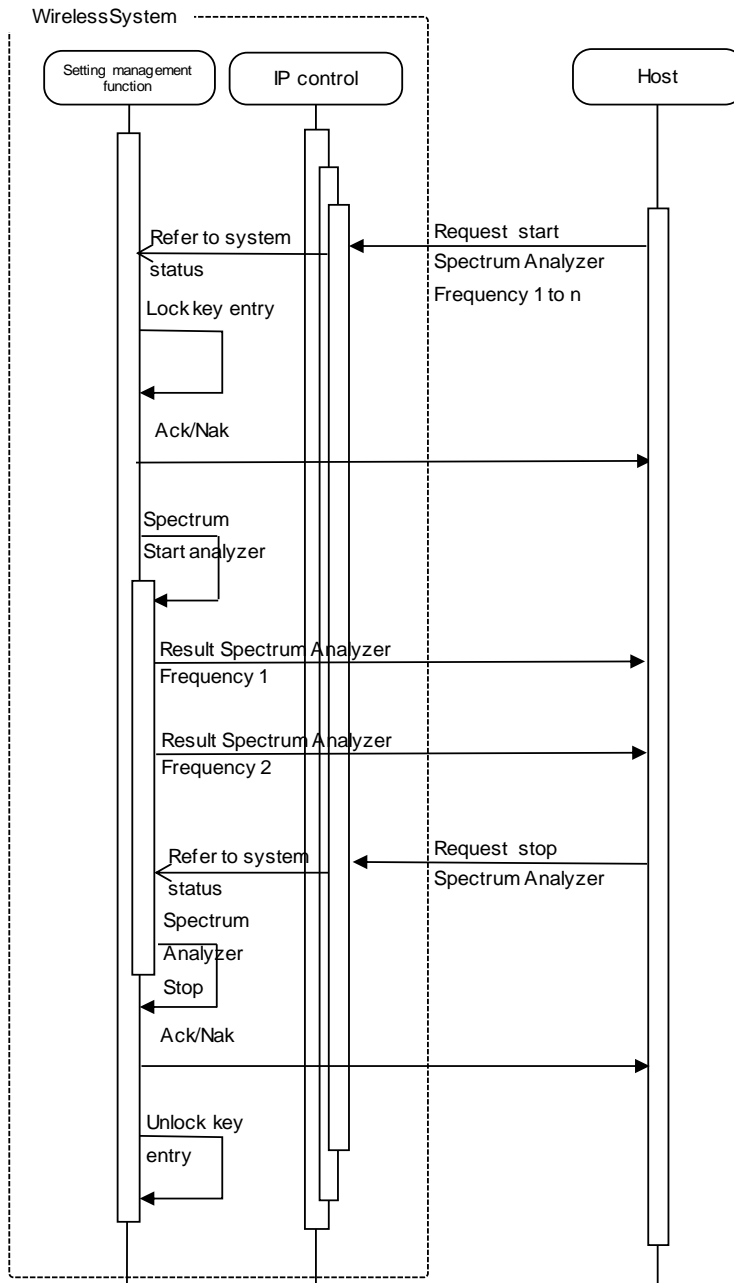 WirelessSystem
Setting management
function
IP control
Host
Request start
Refer to system
Spectrum Analyzer
status
Frequency 1 to n
Lock key entry
Ack/Nak
Spectrum
Start analyzer
Result Spectrum Analyzer
Frequency 1
Result Spectrum Analyzer
Frequency 2
Request stop
Refer to system
Spectrum Analyzer
status
Spectrum
Analyzer
Stop
Ack/Nak
Unlock key
entry